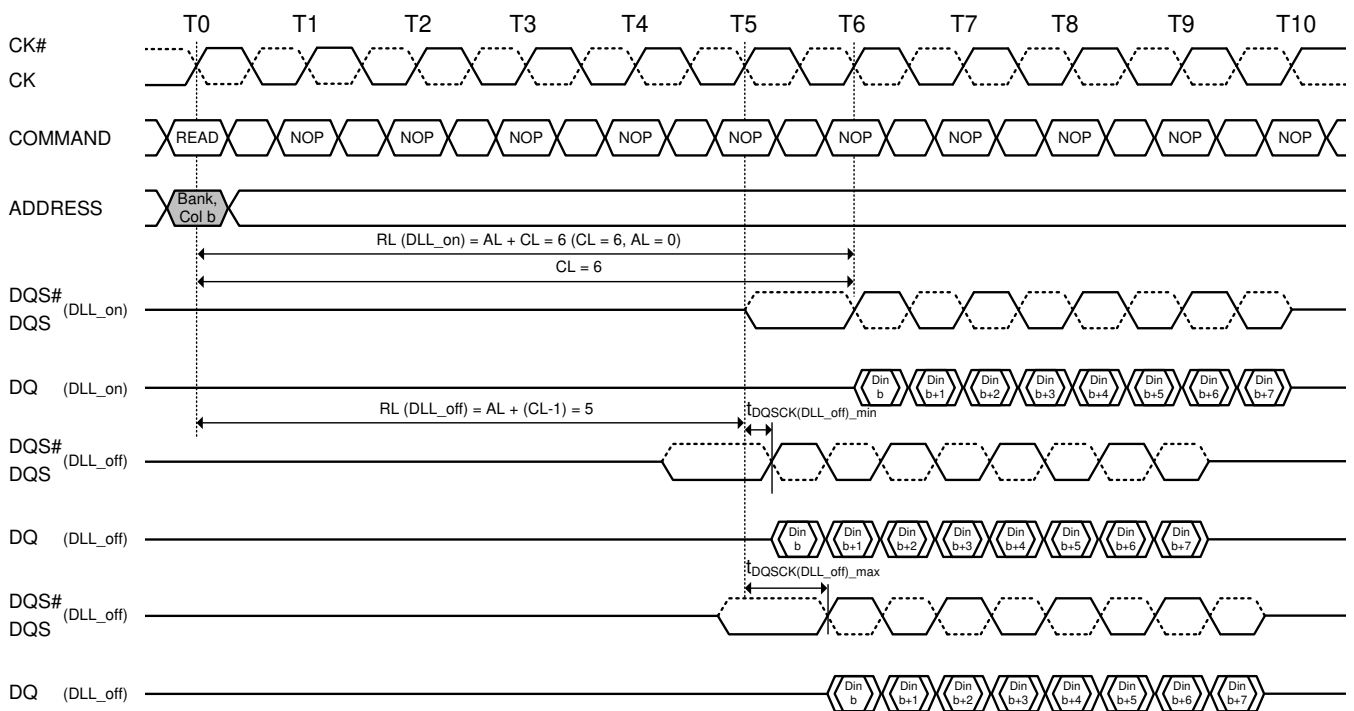 T0 T1 T2 T3 T4 T5 T6 T7 T8 T9 T10
CK#
CK
COMMAND READ NOP NOP NOP NOP NOP NOP NOP NOP NOP NOP
ADDRESS Bank,
Col b
RL (DLL_on) = AL + CL = 6 (CL = 6, AL = 0)
CL = 6
DQS#
(DLL_on)
DQS
DQ (DLL_on) Din b Din b+1 Din b+2 Din b+3 Din b+4 Din b+5 Din b+6 Din b+7
RL (DLL_off) = AL + (CL-1) = 5 tDQSCK(DLL_off)_min
DQS#
(DLL_off)
DQS
DQ (DLL_off) Din b Din b+1 Din b+2 Din b+3 Din b+4 Din b+5 Din b+6 Din b+7
tDQSCK(DLL_off)_max
DQS#
(DLL_off)
DQS
DQ (DLL_off) Din b Din b+1 Din b+2 Din b+3 Din b+4 Din b+5 Din b+6 Din b+7